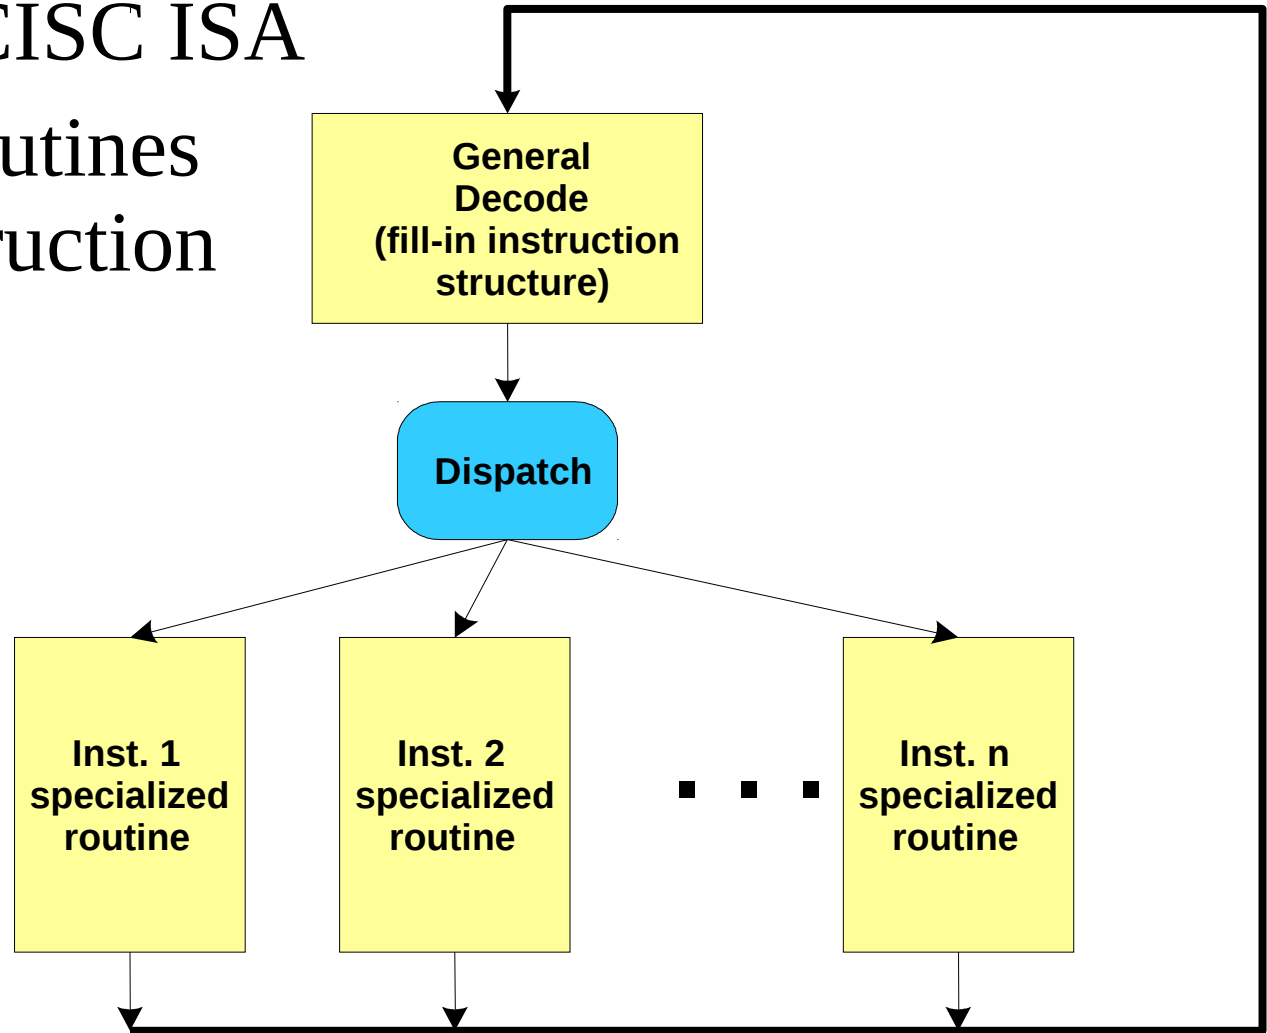 CISC ISA
utines
ruction
General
Decode
(fill-in instruction
structure)
Dispatch
Inst. 1
specialized
routine
Inst. 2
specialized
routine
. . .
Inst. n
specialized
routine